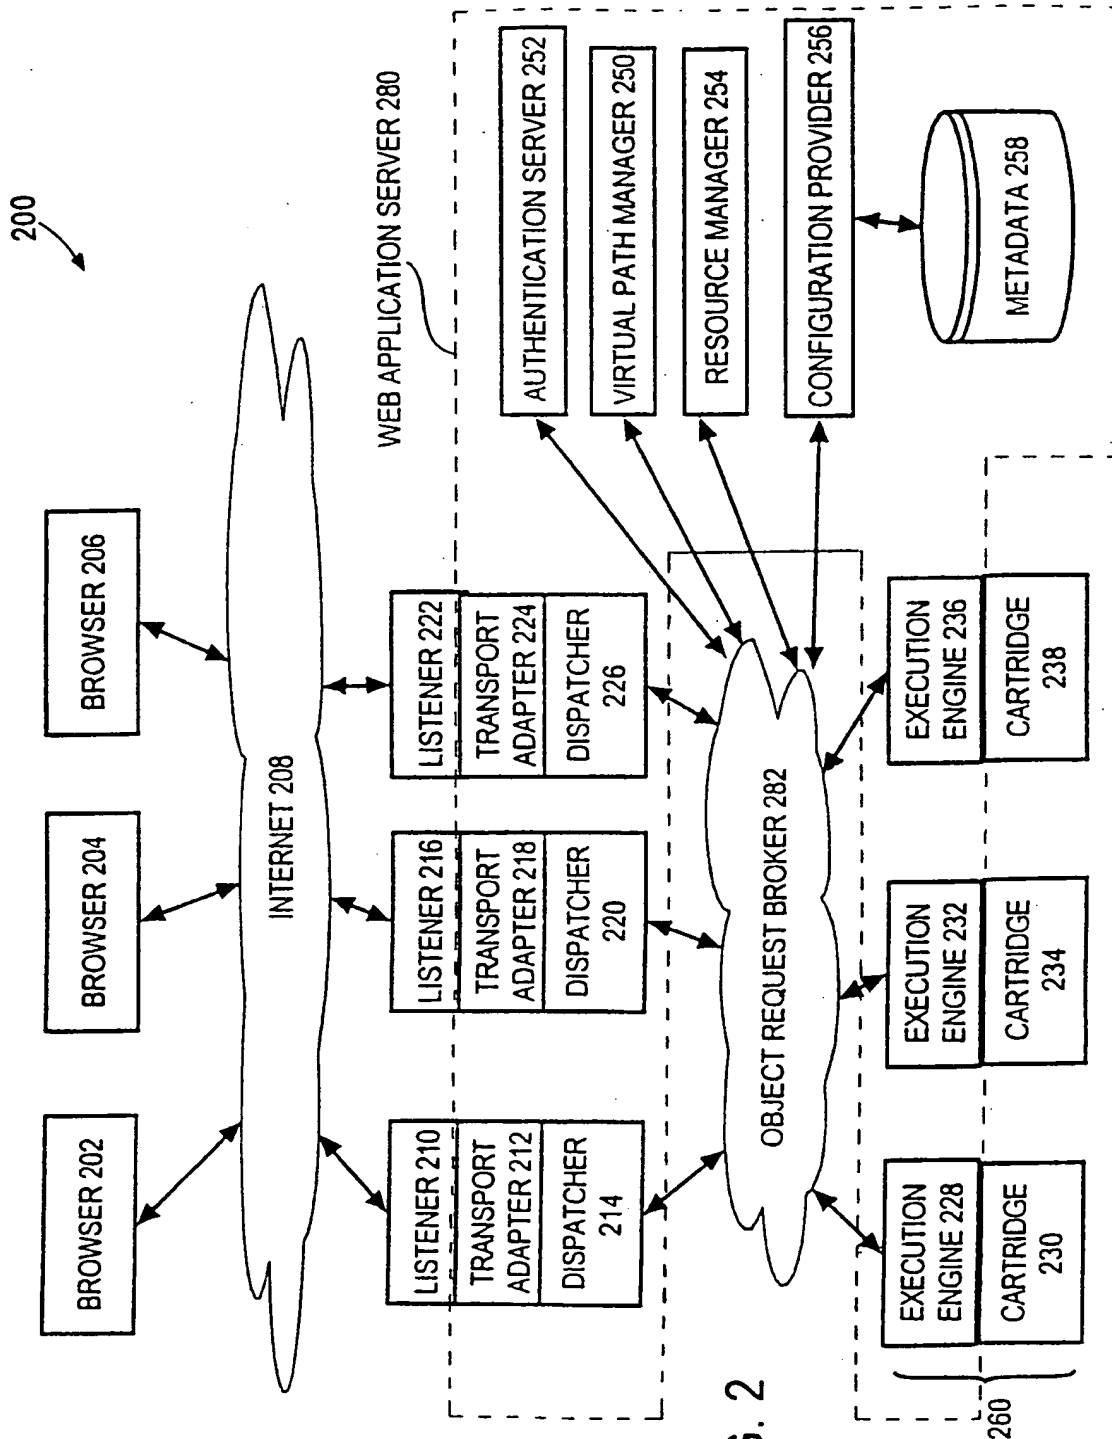 200
BROWSER 202
BROWSER 204
BROWSER 206
INTERNET 208
WEB APPLICATION SERVER 280
LISTENER 210
TRANSPORT
ADAPTER 212
DISPATCHER
214
LISTENER 216
TRANSPORT
ADAPTER 218
DISPATCHER
220
LISTENER 222
TRANSPORT
ADAPTER 224
DISPATCHER
226
AUTHENTICATION SERVER 252
VIRTUAL PATH MANAGER 250
RESOURCE MANAGER 254
CONFIGURATION PROVIDER 256
METADATA 258
OBJECT REQUEST BROKER 282
EXECUTION
ENGINE 228
CARTRIDGE
230
EXECUTION
ENGINE 232
CARTRIDGE
234
EXECUTION
ENGINE 236
CARTRIDGE
238
260
G. 2